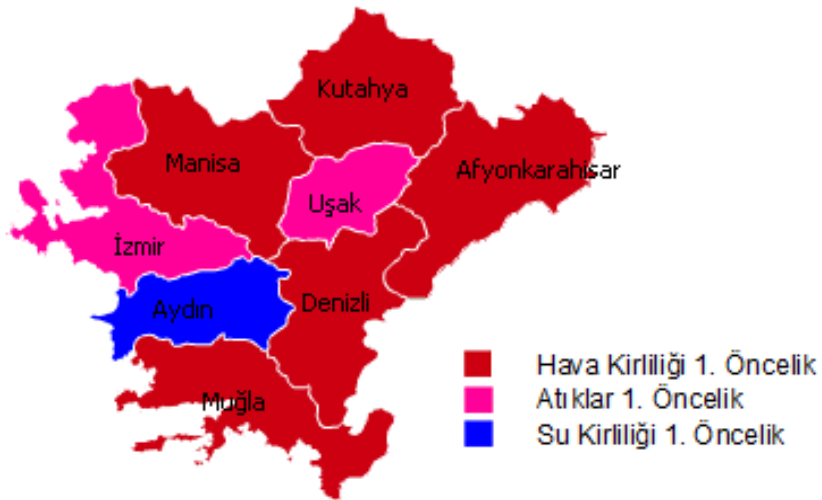 Kutahya
Manisa
Afyonkarahisar
Uşak
İzmir
Aydın
Denizli
Muğla
Hava Kirliliği 1. Öncelik
Atıklar 1. Öncelik
Su Kirliliği 1. Öncelik